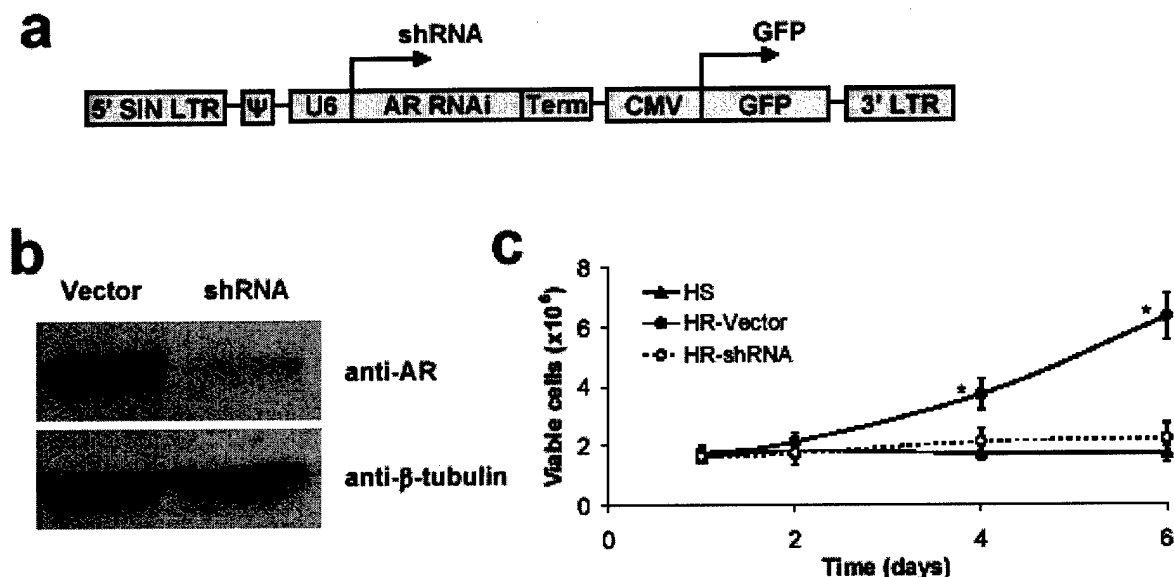 a
shRNA
GFP
5' SIN LTR
Ψ
U6
AR RNAi
Term
CMV
GFP
3' LTR
b
Vector
shRNA
anti-AR
anti-β-tubulin
c
Viable cells (x10⁶)
8
6
4
2
0
HS
HR-Vector
HR-shRNA
*
*
0
2
4
6
Time (days)